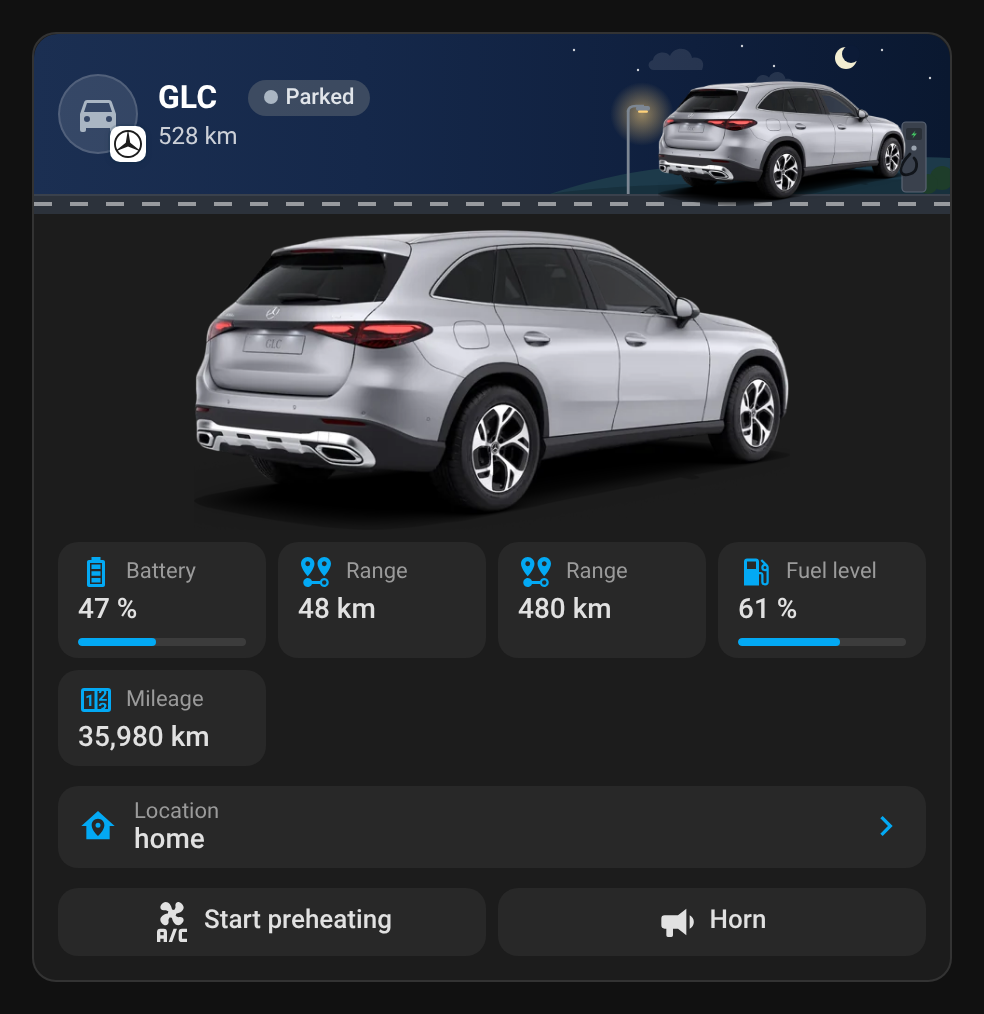 GLC
Parked
528 km
GLC
Battery
47 %
Range
48 km
Range
480 km
Fuel level
61 %
Mileage
35,980 km
Location
home
A/C
Start preheating
Horn